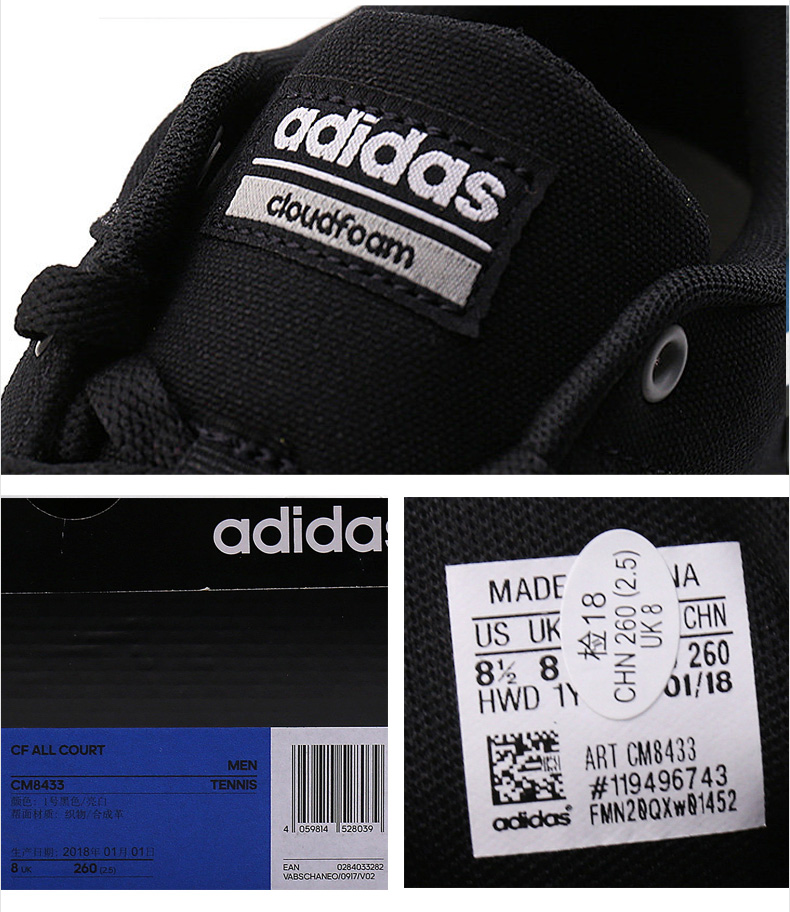 adidas
cloudfoam
adidas
CF ALL COURT
MEN
CM8433
TENNIS
颜色: 1号黑色/亮白
帮面材质: 织物/合成革
生产日期: 2018年 01月 01日
8 UK 260 (2.5)
4 059814 528039
EAN 0284033282
VABSCHANEO/0917/V02
MADE NA
US UK CHN
8½ 8 260
HWD 1Y 01/18
检18
CHN 260 (2.5)
UK 8
ART CM8433
#119496743
FMN20QXW01452
adidas